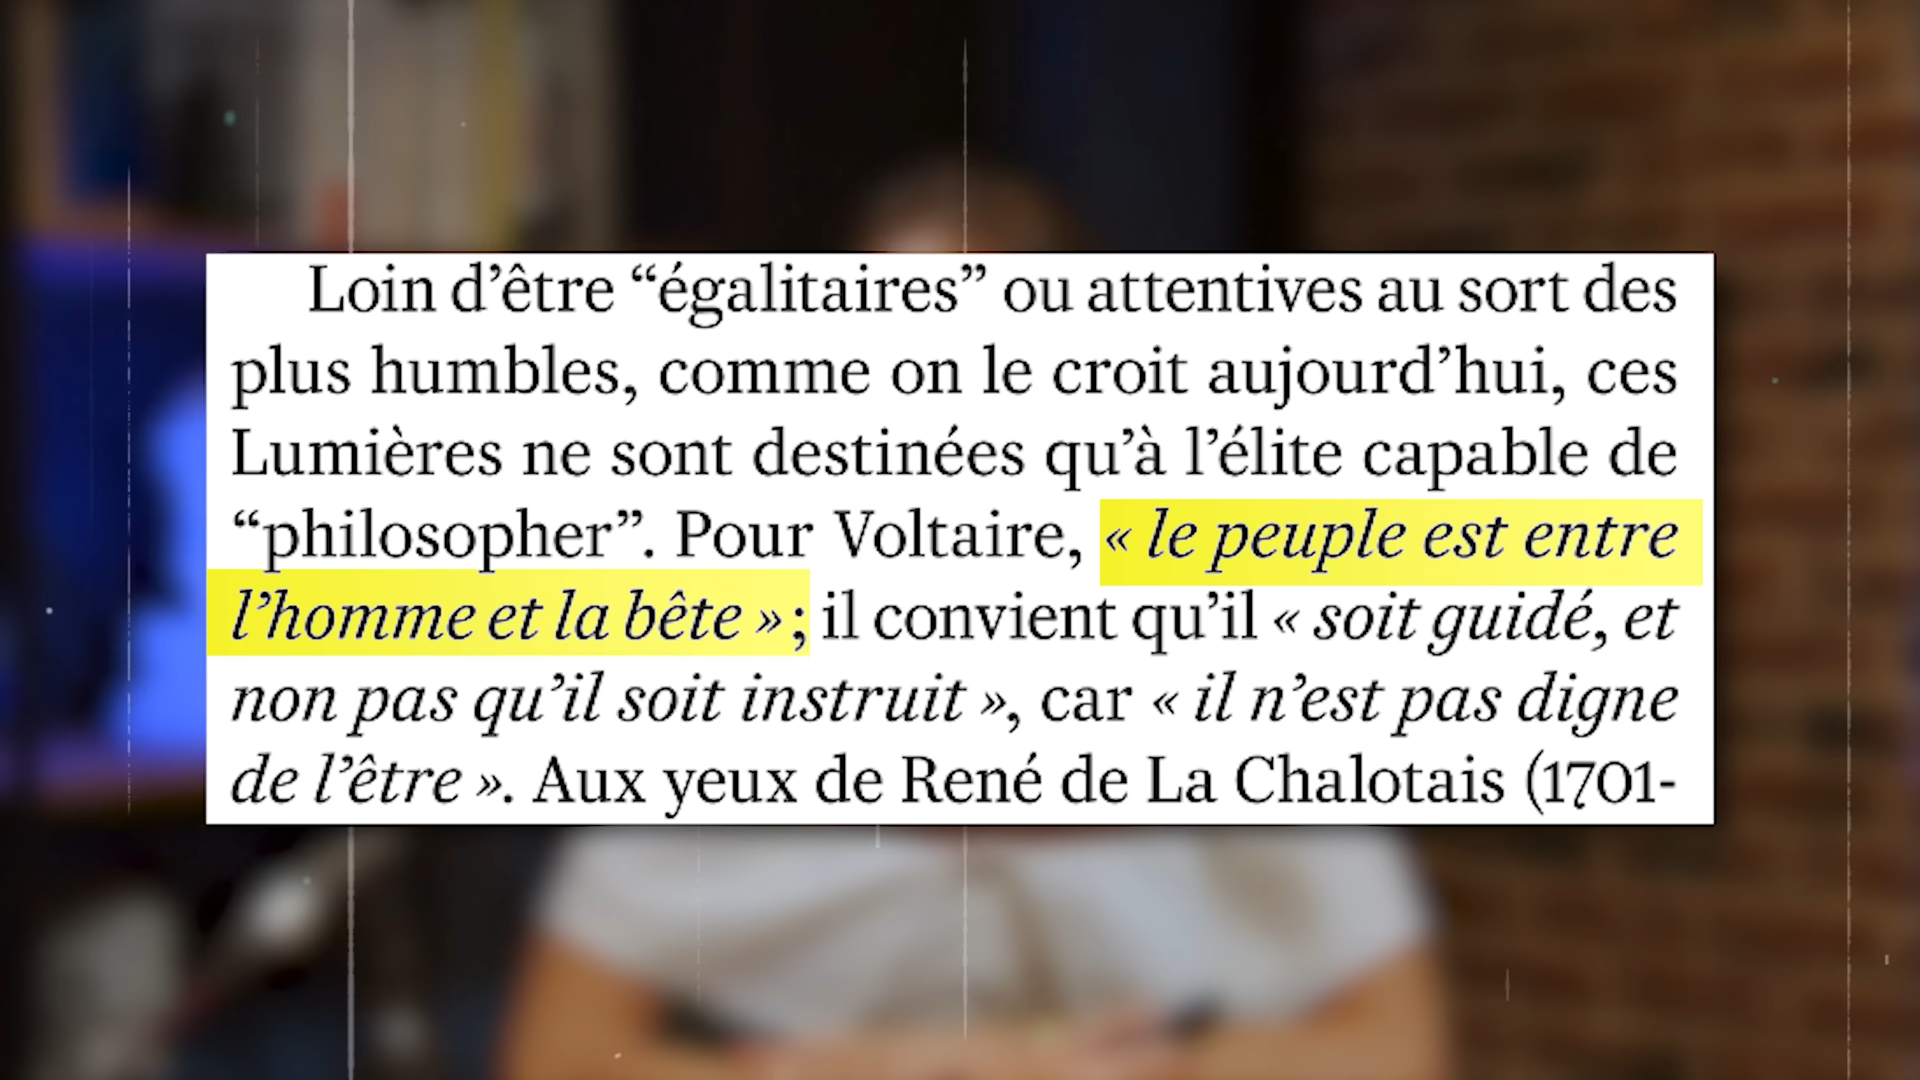 Loin d’être “égalitaires” ou attentives au sort des
plus humbles, comme on le croit aujourd’hui, ces
Lumières ne sont destinées qu’à l’élite capable de
“philosopher”. Pour Voltaire, « le peuple est entre
l’homme et la bête » ; il convient qu’il « soit guidé, et
non pas qu’il soit instruit », car « il n’est pas digne
de l’être ». Aux yeux de René de La Chalotais (1701-